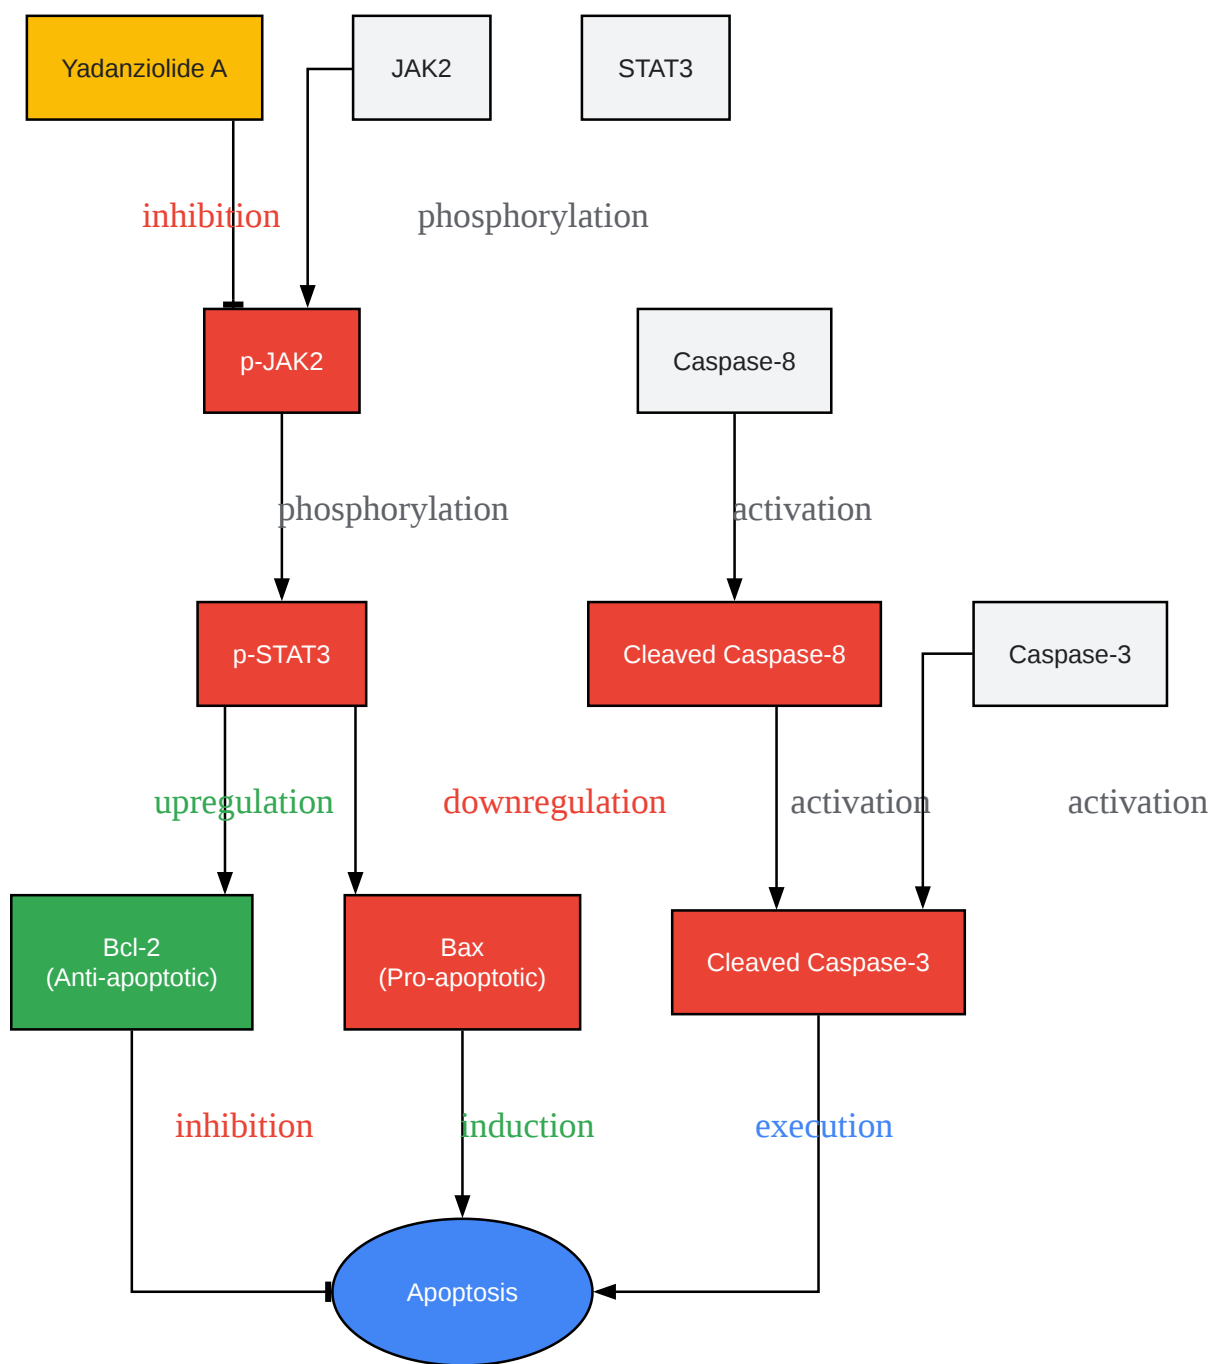 Yadanziolide A
JAK2
STAT3
inhibition
phosphorylation
p-JAK2
Caspase-8
phosphorylation
activation
p-STAT3
Cleaved Caspase-8
Caspase-3
upregulation
downregulation
activation
activation
Bcl-2
(Anti-apoptotic)
Bax
(Pro-apoptotic)
Cleaved Caspase-3
inhibition
induction
execution
Apoptosis